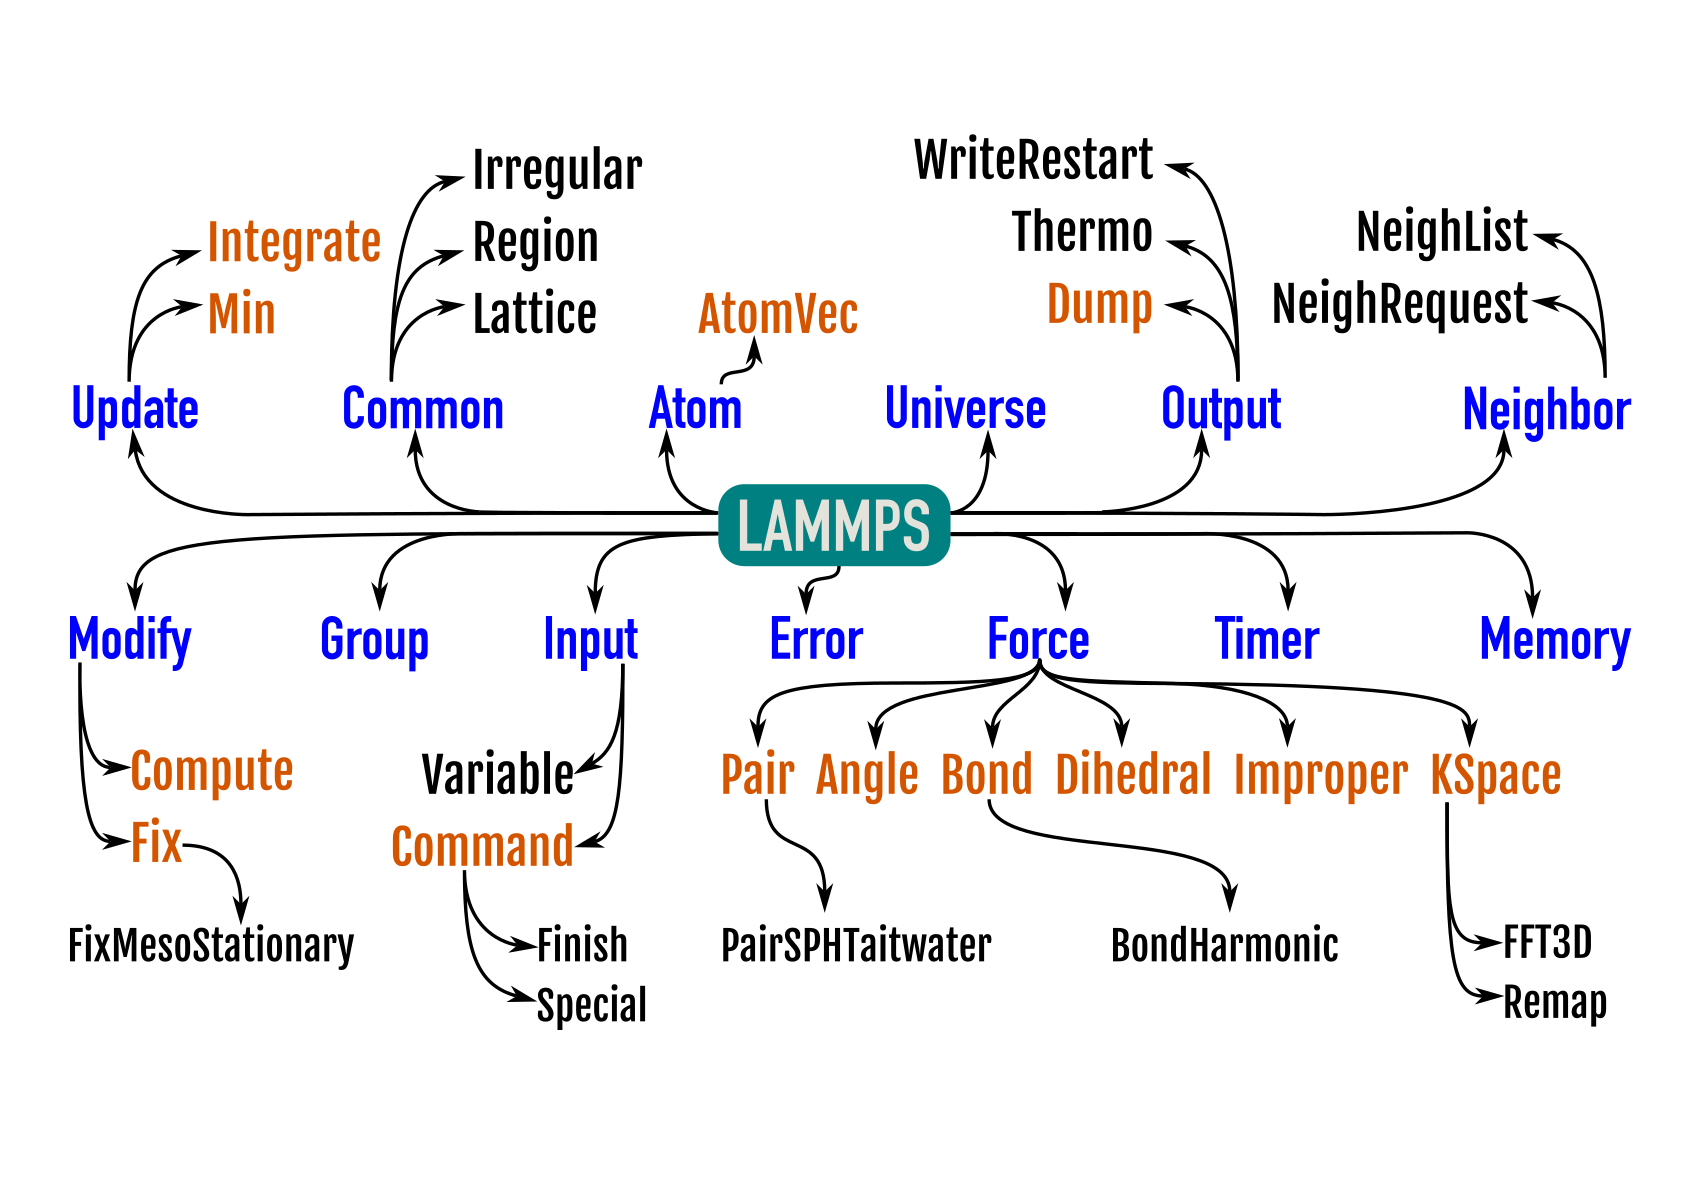 WriteRestart
Irregular
Thermo
NeighList
Integrate
Region
Dump
NeighRequest
Min
Lattice
AtomVec
Update
Common
Atom
Universe
Output
Neighbor
LAMMPS
Modify
Group
Input
Error
Force
Timer
Memory
Compute
Variable
Pair
Angle
Bond
Dihedral
Improper
KSpace
Fix
Command
FixMesoStationary
Finish
PairSPHTaitwater
BondHarmonic
FFT3D
Special
Remap